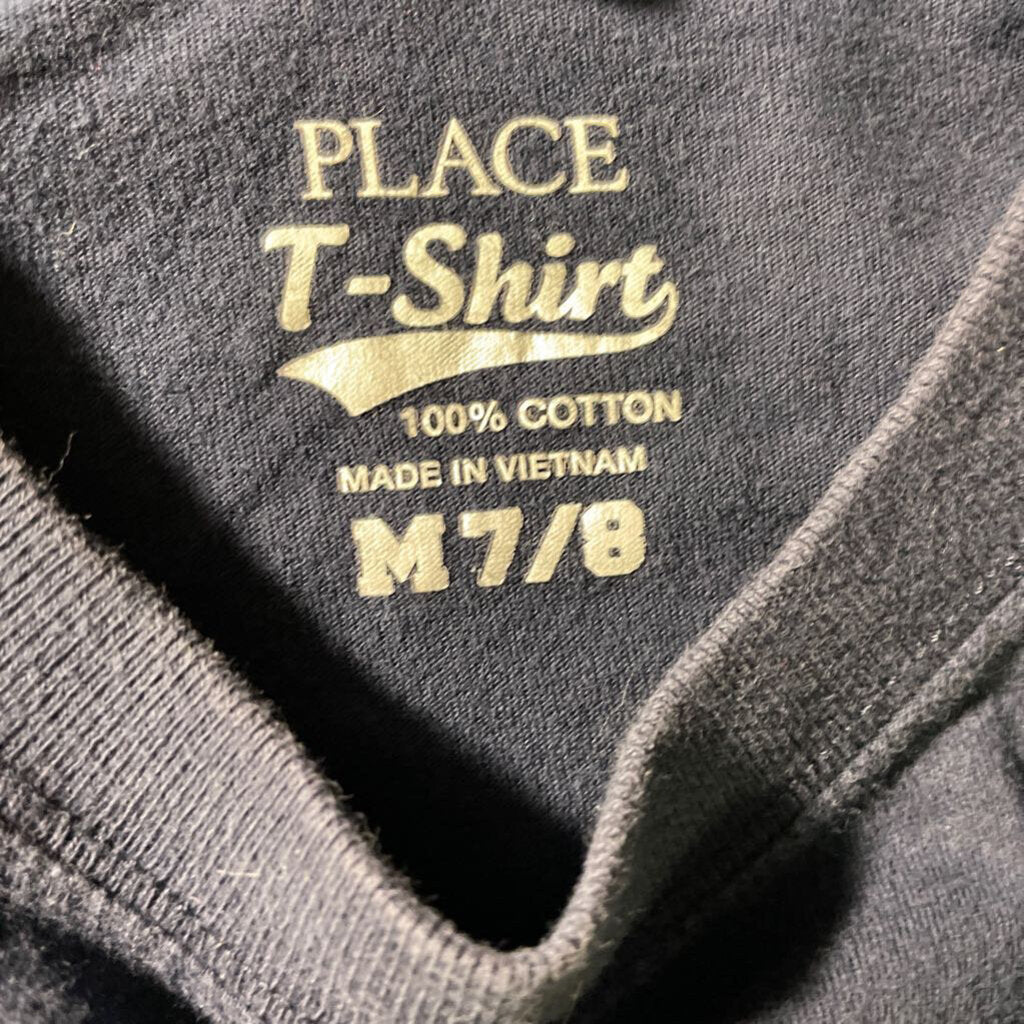 PLACE
T-Shirt
100% COTTON
MADE IN VIETNAM
M 7/8